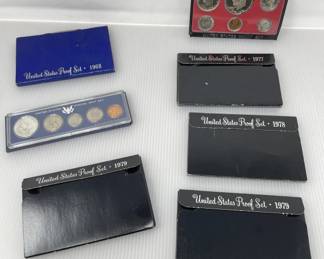 United States Proof Set · 1968
United States Proof Set · 1977
United States Proof Set · 1978
United States Proof Set · 1979
United States Proof Set · 1979